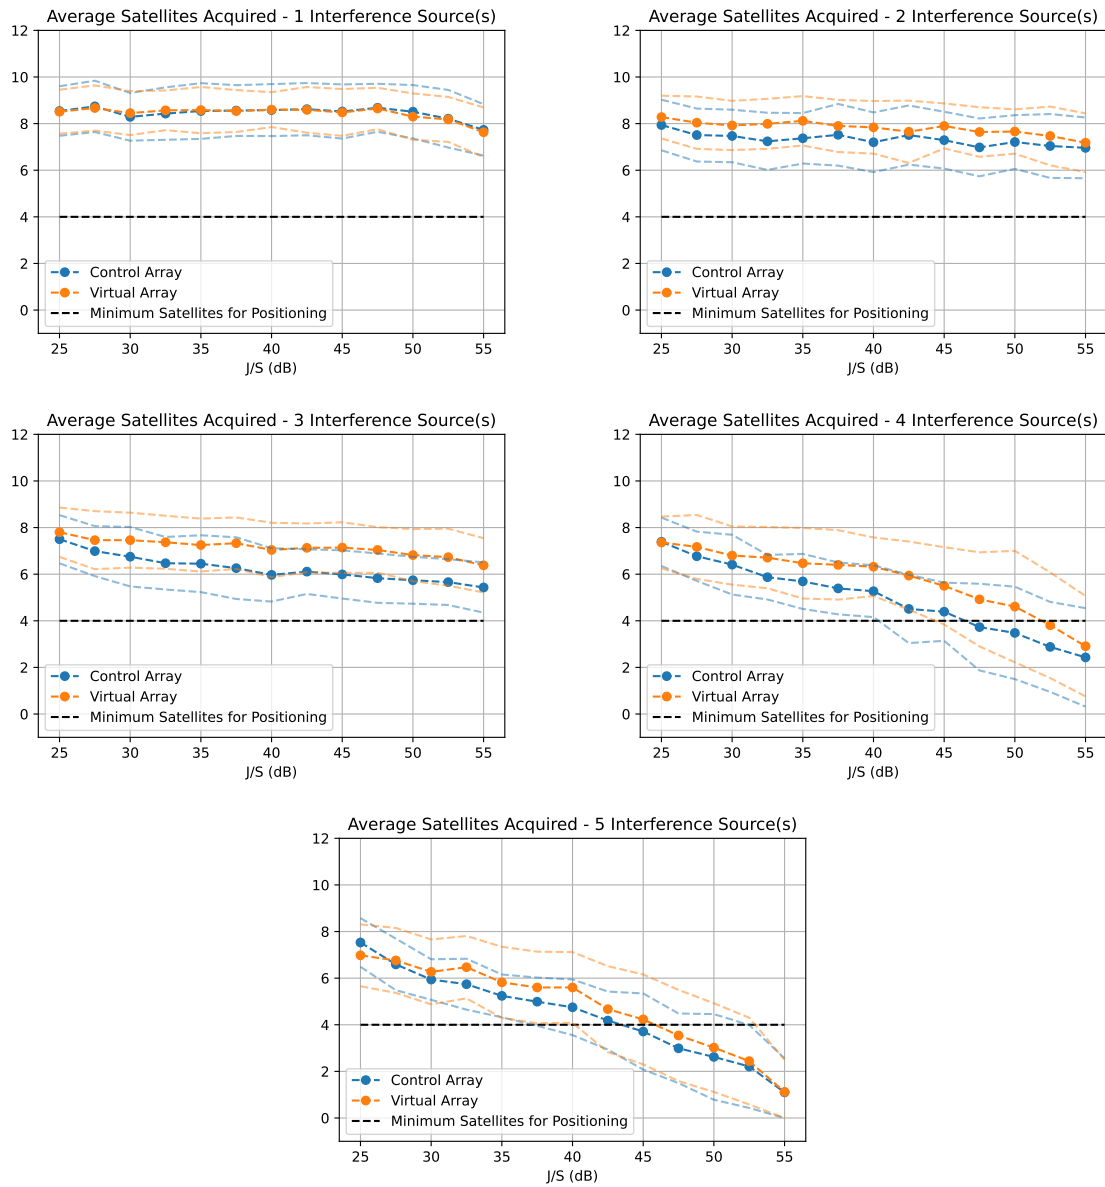 Average Satellites Acquired - 1 Interference Source(s)
12
10
8
6
4
2
0
Control Array
Virtual Array
Minimum Satellites for Positioning
25 30 35 40 45 50 55
J/S (dB)
Average Satellites Acquired - 2 Interference Source(s)
12
10
8
6
4
2
0
Control Array
Virtual Array
Minimum Satellites for Positioning
25 30 35 40 45 50 55
J/S (dB)
Average Satellites Acquired - 3 Interference Source(s)
12
10
8
6
4
2
0
Control Array
Virtual Array
Minimum Satellites for Positioning
25 30 35 40 45 50 55
J/S (dB)
Average Satellites Acquired - 4 Interference Source(s)
12
10
8
6
4
2
0
Control Array
Virtual Array
Minimum Satellites for Positioning
25 30 35 40 45 50 55
J/S (dB)
Average Satellites Acquired - 5 Interference Source(s)
12
10
8
6
4
2
0
Control Array
Virtual Array
Minimum Satellites for Positioning
25 30 35 40 45 50 55
J/S (dB)